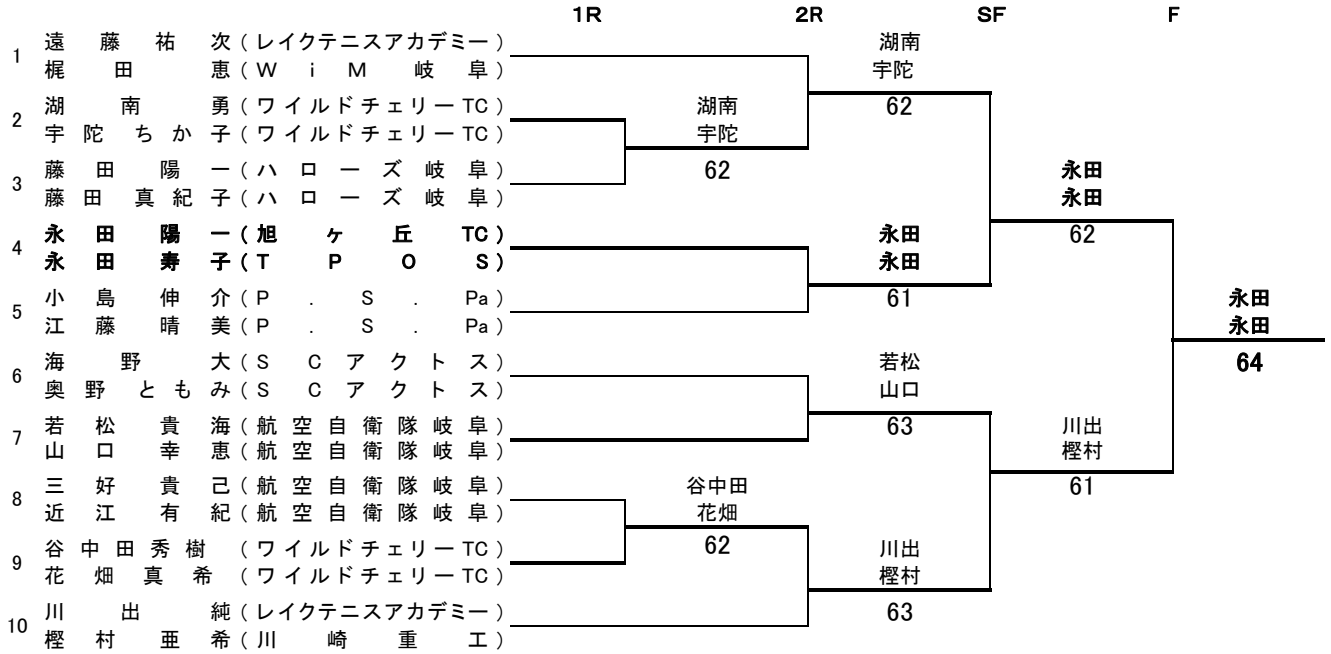 1R 2R SF F
1 遠藤祐次(レイクテニスアカデミー)
梶田恵(WiM岐阜)
湖南
宇陀
62
2 湖南勇(ワイルドチェリーTC)
宇陀ちか子(ワイルドチェリーTC)
湖南
宇陀
62
3 藤田陽一(ハローズ岐阜)
藤田真紀子(ハローズ岐阜)
永田
永田
62
4 永田陽一(旭ヶ丘TC)
永田寿子(TPOS)
永田
永田
61
5 小島伸介(P.S.Pa)
江藤晴美(P.S.Pa)
永田
永田
64
6 海野大(SCアクトス)
奥野ともみ(SCアクトス)
若松
山口
63
7 若松貴海(航空自衛隊岐阜)
山口幸恵(航空自衛隊岐阜)
川出
樫村
61
8 三好貴己(航空自衛隊岐阜)
近江有紀(航空自衛隊岐阜)
谷中田
花畑
62
9 谷中田秀樹(ワイルドチェリーTC)
花畑真希(ワイルドチェリーTC)
川出
樫村
63
10 川出純(レイクテニスアカデミー)
樫村亜希(川崎重工)